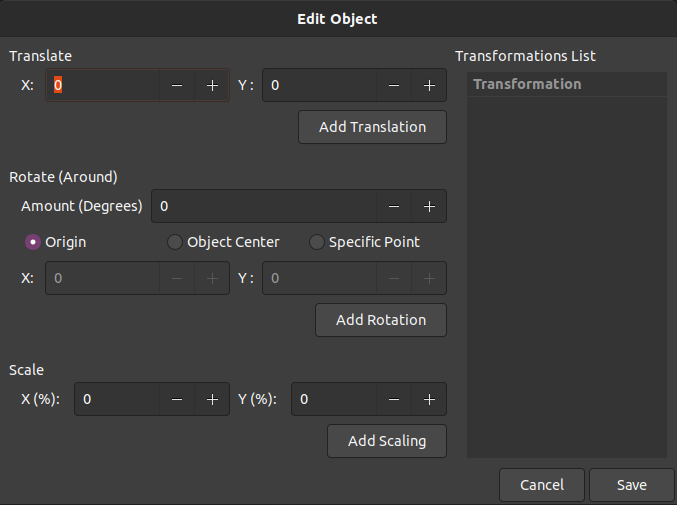 Edit Object
Translate
X: 0 − + Y : 0 − +
Add Translation
Rotate (Around)
Amount (Degrees) 0 − +
Origin Object Center Specific Point
X: 0 − + Y : 0 − +
Add Rotation
Scale
X (%): 0 − + Y (%): 0 − +
Add Scaling
Transformations List
Transformation
Cancel Save